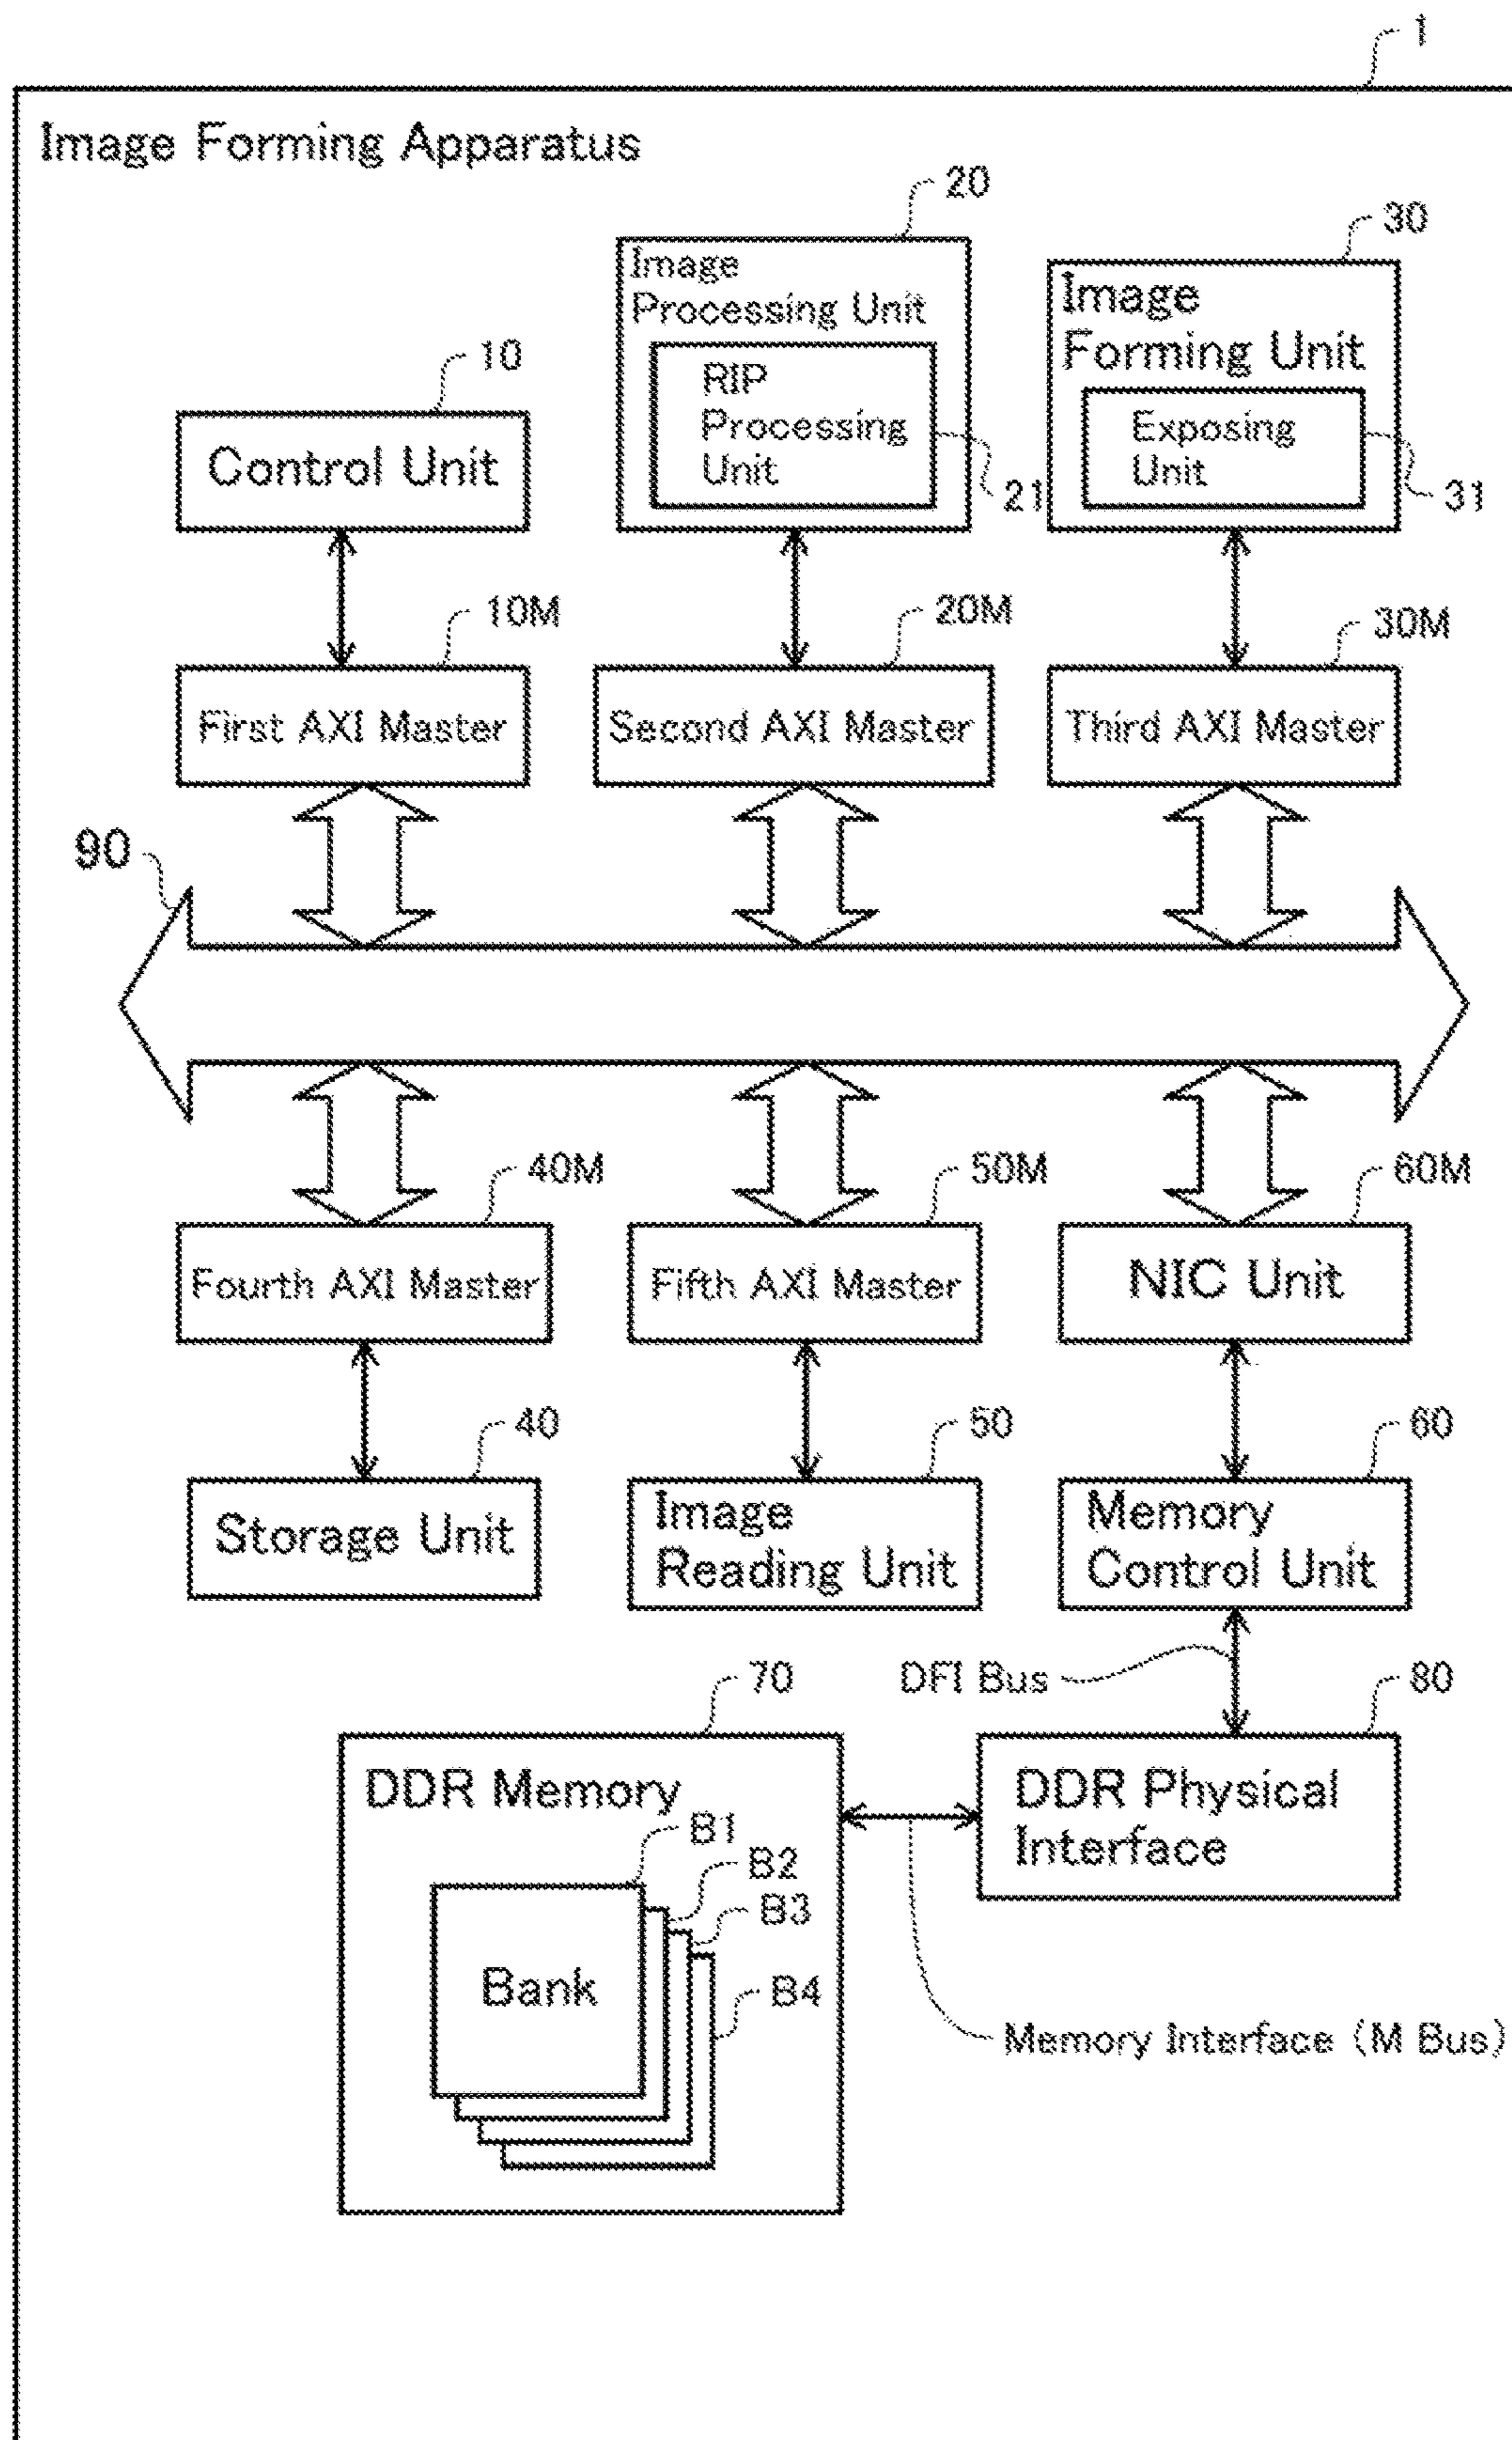 1
Image Forming Apparatus
20
30
Image
Processing Unit
Image
Forming Unit
10
RIP
Processing
Unit
Exposing
Unit
Control Unit
21
31
10M
20M
30M
First AXI Master
Second AXI Master
Third AXI Master
90
40M
50M
60M
Fourth AXI Master
Fifth AXI Master
NIC Unit
40
50
60
Storage Unit
Image
Reading Unit
Memory
Control Unit
70
DFI Bus
80
DDR Memory
DDR Physical
Interface
B1
B2
B3
Bank
B4
Memory Interface (M Bus)